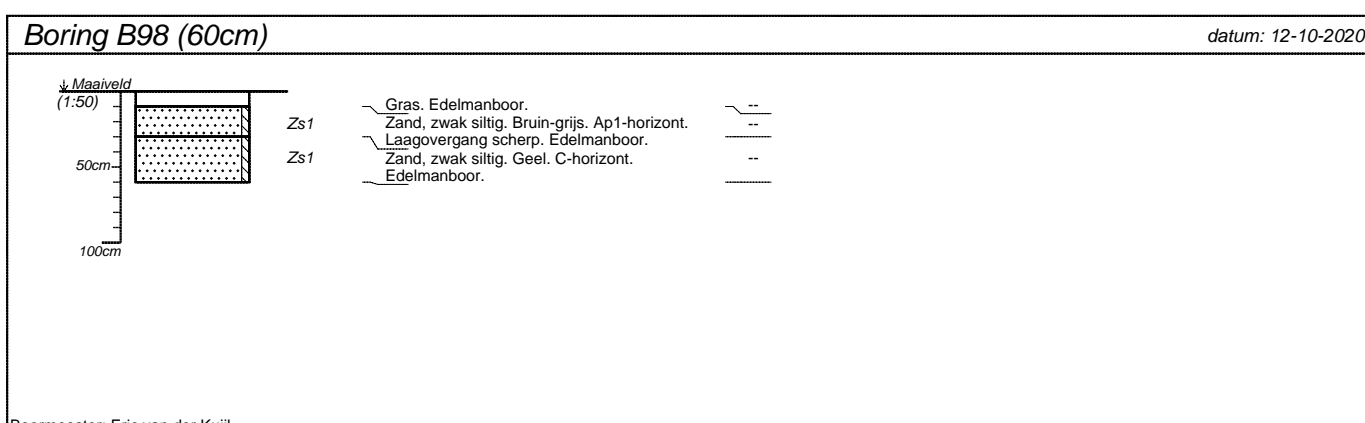 Boring B98 (60cm)
datum: 12-10-2020
Maaiveld
(1:50)
Gras. Edelmanboor.
--
Zs1
Zand, zwak siltig. Bruin-grijs. Ap1-horizont.
--
Laagovergang scherp. Edelmanboor.
Zs1
Zand, zwak siltig. Geel. C-horizont.
--
50cm
Edelmanboor.
100cm